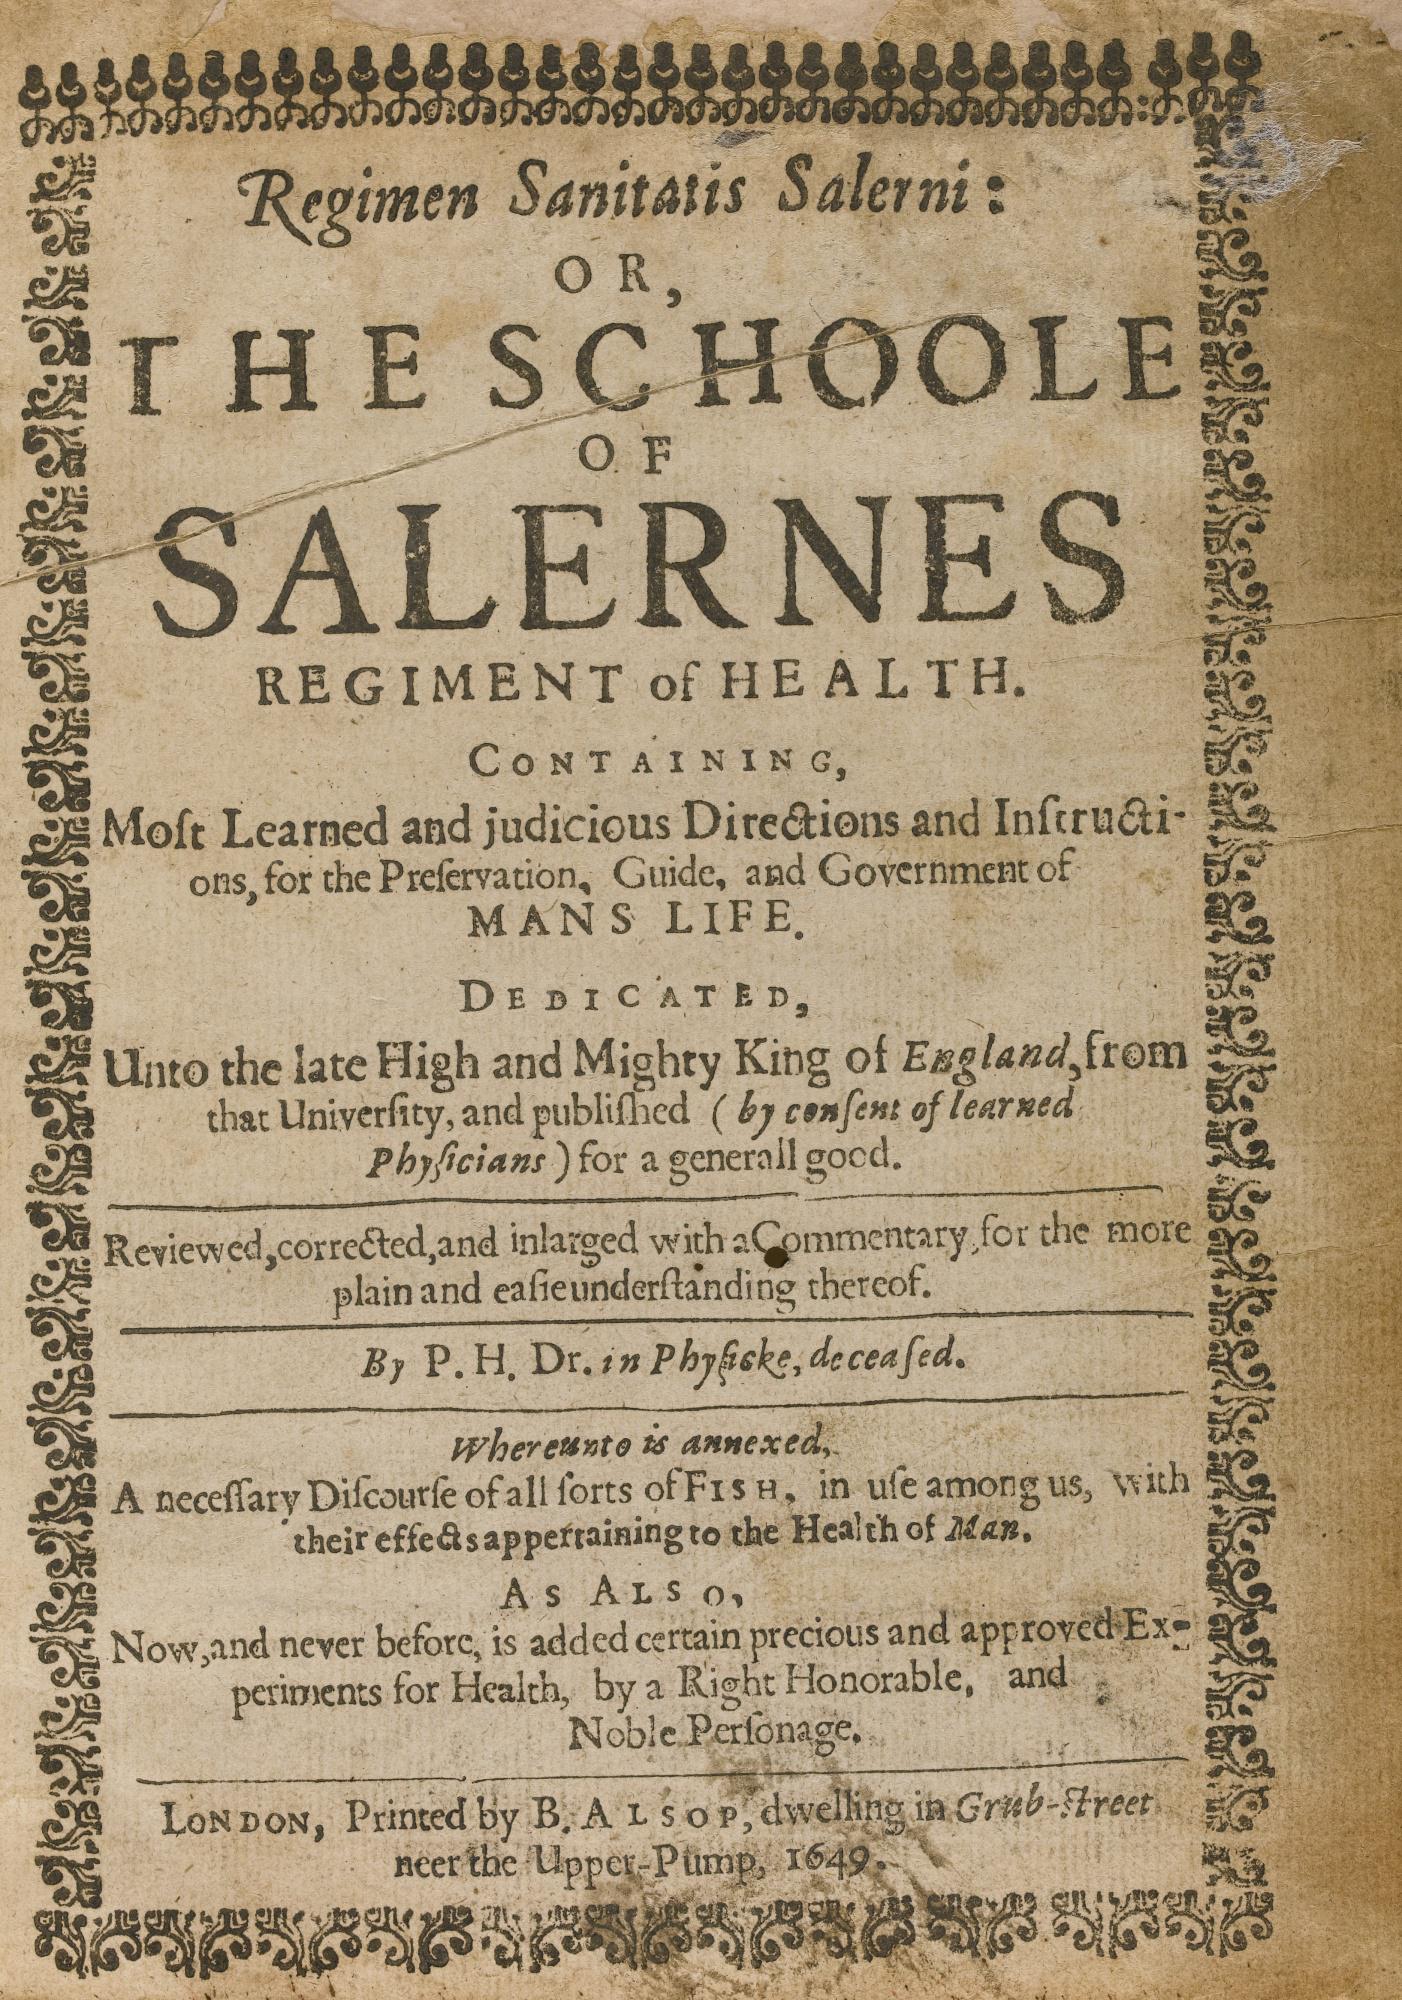 Regimen Sanitatis Salerni:
OR,
THE SCHOOLE
OF
SALERNES
REGIMENT of HEALTH.
CONTAINING,
Moſt Learned and judicious Directions and Inſtructi-
ons, for the Preſervation, Guide, and Government of
MANS LIFE.
DEDICATED,
Unto the late High and Mighty King of England, from
that Univerſity, and publiſhed (by conſent of learned
Phyſicians) for a generall good.
Reviewed, corrected, and inlarged with a Commentary, for the more
plain and eaſie underſtanding thereof.
By P. H. Dr. in Phyſicke, deceaſed.
Whereunto is annexed,
A neceſſary Diſcourſe of all ſorts of FISH, in uſe among us, with
their effects appertaining to the Health of Man.
AS ALSO,
Now, and never before, is added certain precious and approved Ex-
periments for Health, by a Right Honorable, and
Noble Perſonage.
LONDON, Printed by B. ALSOP, dwelling in Grub-ſtreet
neer the Upper-Pump, 1649.